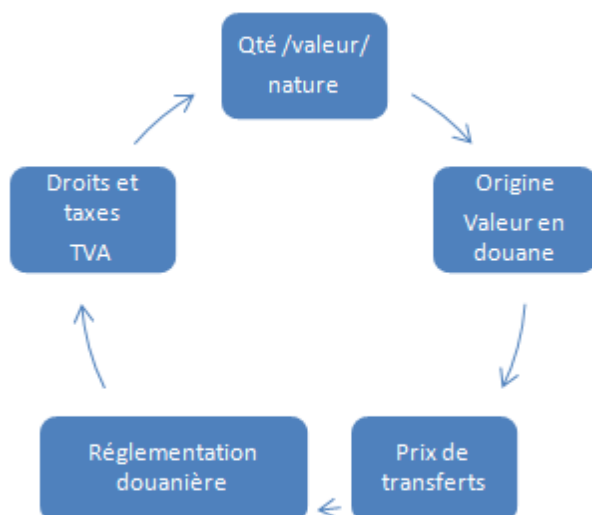 Qté /valeur/
nature
Origine
Valeur en
douane
Prix de
transferts
Réglementation
douanière
Droits et
taxes
TVA